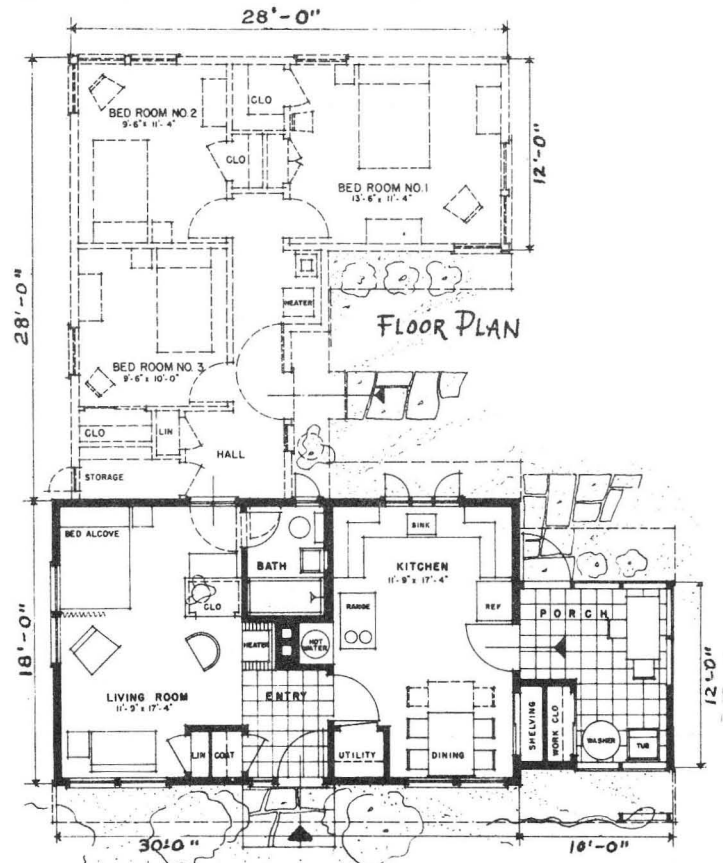 28'-0"
CLO
BED ROOM NO.2
9'-6" x 11'-4"
CLO
BED ROOM NO.1
13'-6" x 11'-4"
12'-0"
28'-0"
HEATER
FLOOR PLAN
BED ROOM NO. 3
9'-6" x 10'-0"
CLO
LIN
HALL
STORAGE
BED ALCOVE
SINK
BATH
KITCHEN
11'-9" x 17'-4"
CLO
RANGE
REF
PORCH
18'-0"
HEATER
HOT WATER
LIVING ROOM
11'-9" x 17'-4"
ENTRY
12'-0"
SHELVING
WORK CLO
WASHER
TUB
LIN
COAT
UTILITY
DINING
30'0"
10'-0"